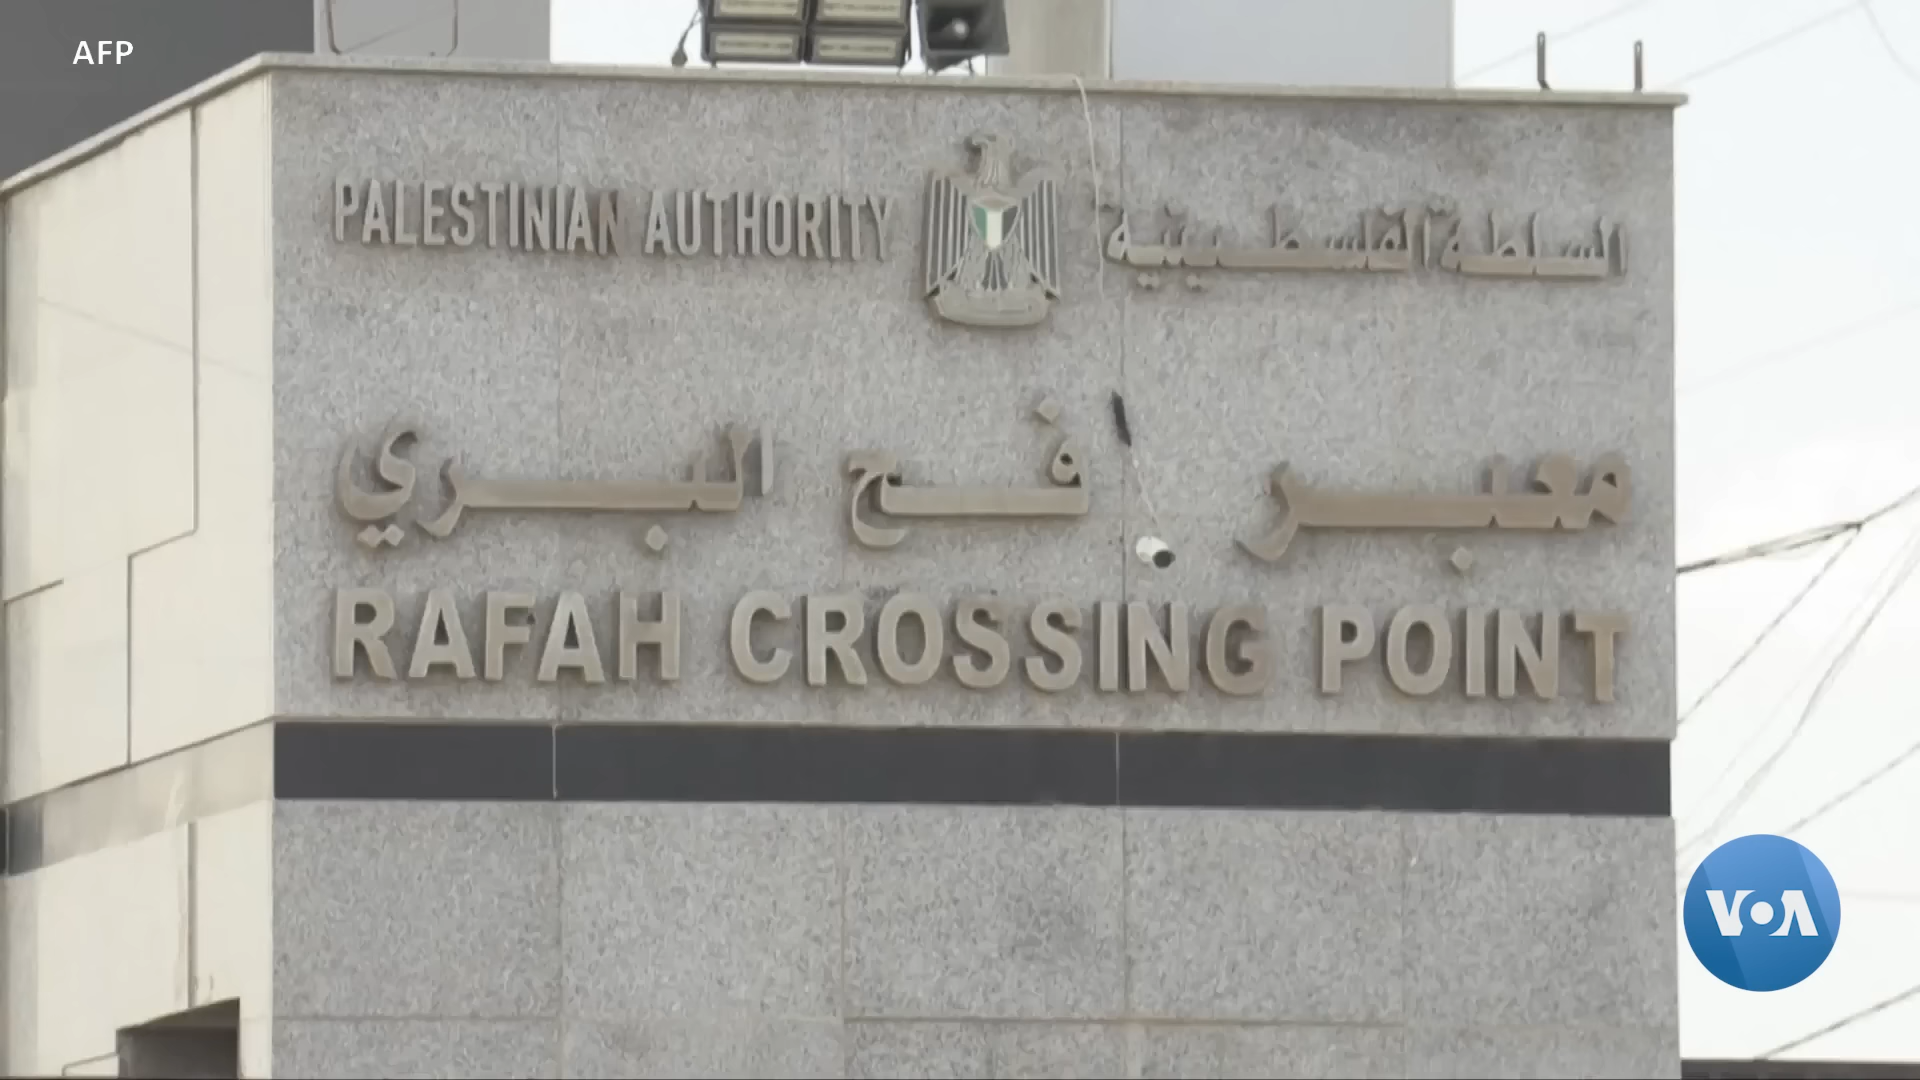 AFP
PALESTINIAN AUTHORITY
السلطة الفلسطينية
معبر رفح البري
RAFAH CROSSING POINT
VOA